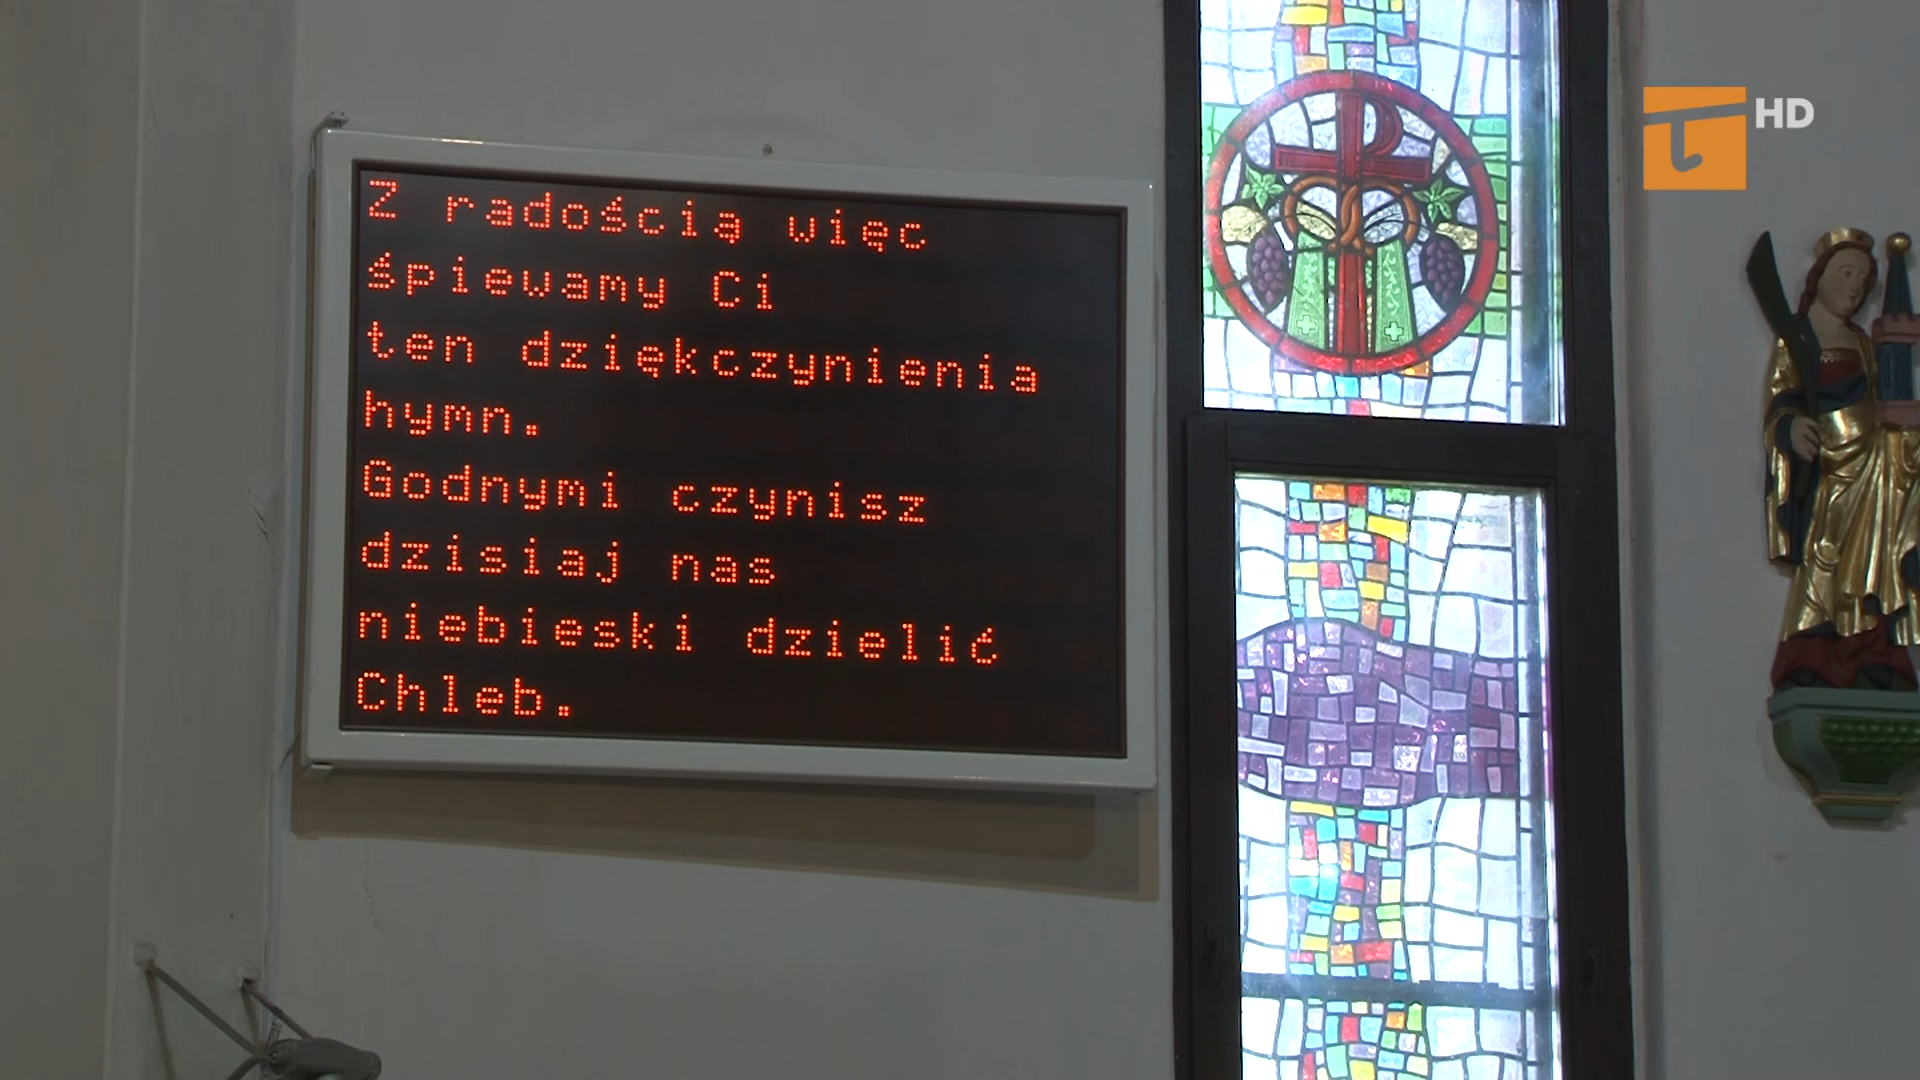 Z radością więc
śpiewamy Ci
ten dziękczynienia
hymn.
Godnymi czynisz
dzisiaj nas
niebieski dzielić
Chleb.
HD